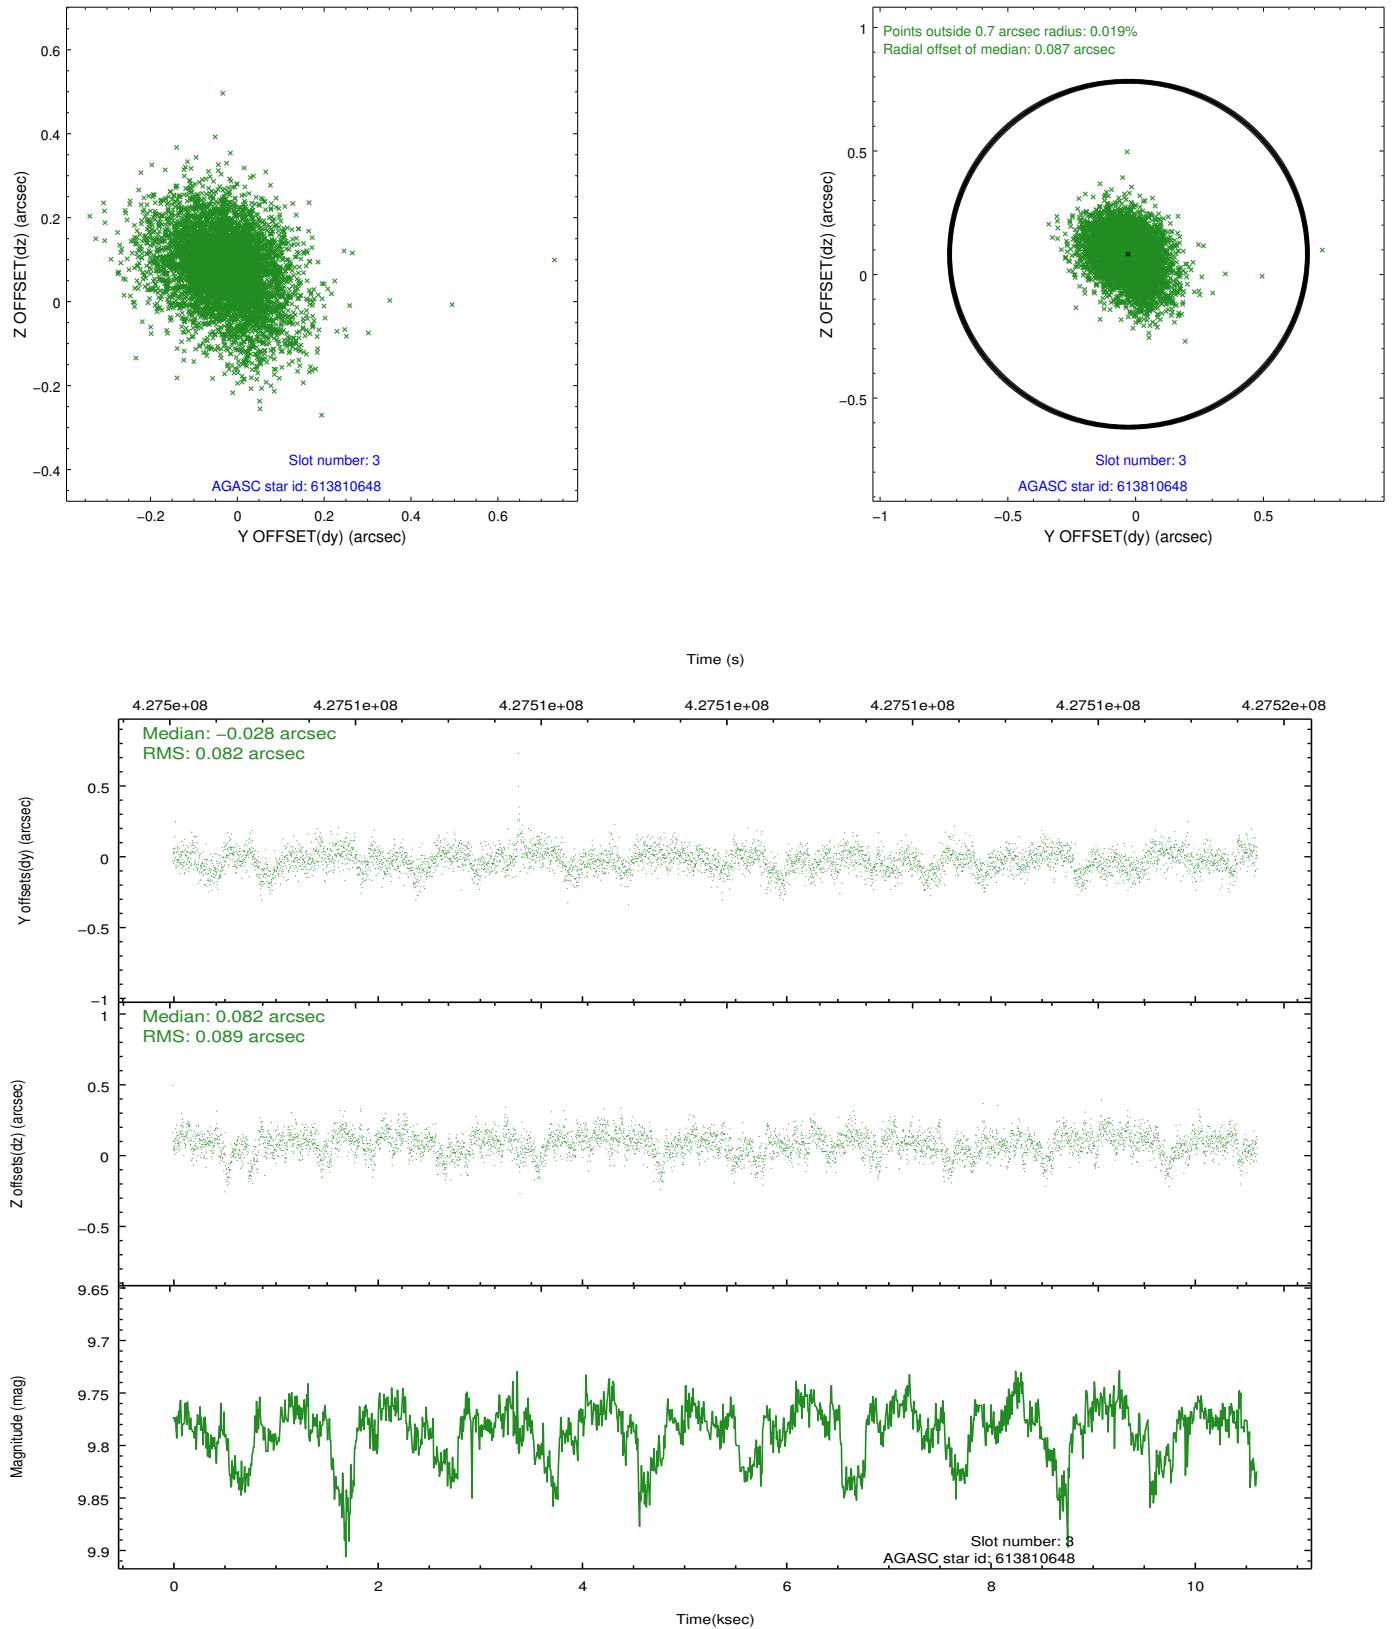 0.6
0.4
0.2
0
−0.2
−0.4
Z OFFSET(dz) (arcsec)
Slot number: 3
AGASC star id: 613810648
−0.2 0 0.2 0.4 0.6
Y OFFSET(dy) (arcsec)
Points outside 0.7 arcsec radius: 0.019%
Radial offset of median: 0.087 arcsec
1
0.5
0
−0.5
Z OFFSET(dz) (arcsec)
Slot number: 3
AGASC star id: 613810648
−1 −0.5 0 0.5
Y OFFSET(dy) (arcsec)
Time (s)
4.275e+08 4.2751e+08 4.2751e+08 4.2751e+08 4.2751e+08 4.2751e+08 4.2752e+08
Median: −0.028 arcsec
RMS: 0.082 arcsec
0.5
0
−0.5
−1
Y offsets(dy) (arcsec)
Median: 0.082 arcsec
RMS: 0.089 arcsec
1
0.5
0
−0.5
Z offsets(dz) (arcsec)
9.65
9.7
9.75
9.8
9.85
9.9
Magnitude (mag)
Slot number: 3
AGASC star id: 613810648
0 2 4 6 8 10
Time(ksec)